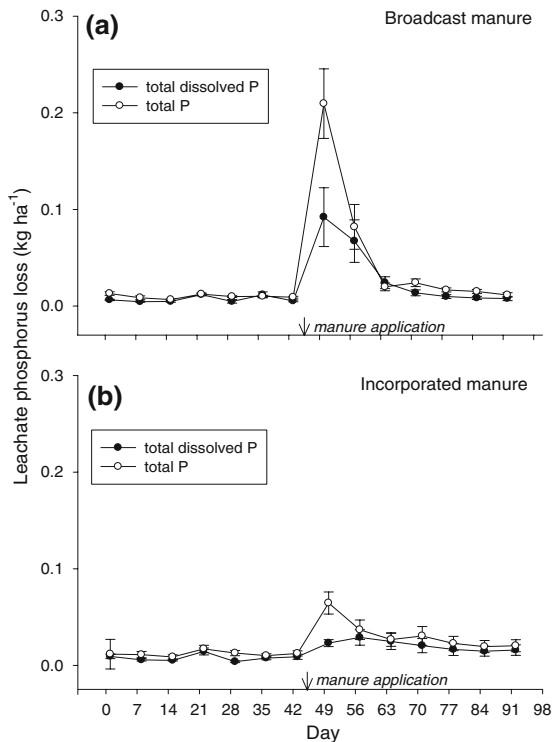 (a)
Broadcast manure
total dissolved P
total P
0.3
0.2
0.1
0.0
manure application
Leachate phosphorus loss (kg ha⁻¹)
(b)
Incorporated manure
total dissolved P
total P
0.3
0.2
0.1
0.0
manure application
0 7 14 21 28 35 42 49 56 63 70 77 84 91 98
Day